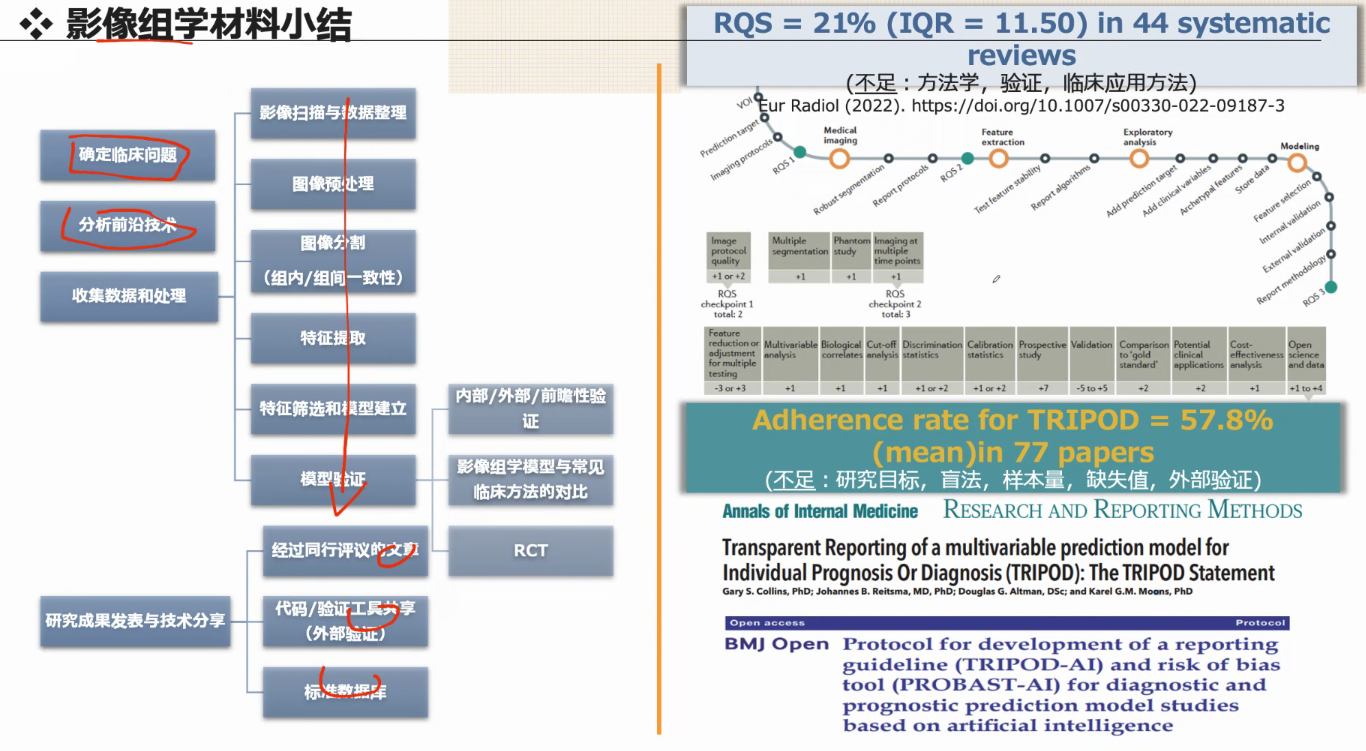 ❖ 影像组学材料小结
确定临床问题
分析前沿技术
收集数据和处理
影像扫描与数据整理
图像预处理
图像分割
（组内/组间一致性）
特征提取
特征筛选和模型建立
模型验证
内部/外部/前瞻性验
证
影像组学模型与常见
临床方法的对比
RCT
研究成果发表与技术分享
经过同行评议的文章
代码/验证工具共享
（外部验证）
标准数据库
RQS = 21% (IQR = 11.50) in 44 systematic
reviews
(不足：方法学，验证，临床应用方法)
Eur Radiol (2022). https://doi.org/10.1007/s00330-022-09187-3
VOI
Prediction target
Imaging protocols
RQS 1
Medical
imaging
Robust segmentation
Report protocols
RQS 2
Feature
extraction
Test feature stability
Report algorithms
Exploratory
analysis
Add prediction target
Add clinical variables
Archetypal features
Store data
Modeling
Feature selection
Internal validation
External validation
Report methodology
RQS 3
Image
protocol
quality
+1 or +2
RQS
checkpoint 1
total: 2
Multiple
segmentation
+1
Phantom
study
+1
Imaging at
multiple
time points
+1
RQS
checkpoint 2
total: 3
Feature
reduction or
adjustment
for multiple
testing
-3 or +3
Multivariable
analysis
+1
Biological
correlates
+1
Cut-off
analysis
+1
Discrimination
statistics
+1 or +2
Calibration
statistics
+1 or +2
Prospective
study
+7
Validation
-5 to +5
Comparison
to 'gold
standard'
+2
Potential
clinical
applications
+2
Cost-
effectiveness
analysis
+1
Open
science
and data
+1 to +4
Adherence rate for TRIPOD = 57.8%
(mean)in 77 papers
(不足：研究目标，盲法，样本量，缺失值，外部验证)
Annals of Internal Medicine RESEARCH AND REPORTING METHODS
Transparent Reporting of a multivariable prediction model for
Individual Prognosis Or Diagnosis (TRIPOD): The TRIPOD Statement
Gary S. Collins, PhD; Johannes B. Reitsma, MD, PhD; Douglas G. Altman, DSc; and Karel G.M. Moons, PhD
Open access Protocol
BMJ Open Protocol for development of a reporting
guideline (TRIPOD-AI) and risk of bias
tool (PROBAST-AI) for diagnostic and
prognostic prediction model studies
based on artificial intelligence